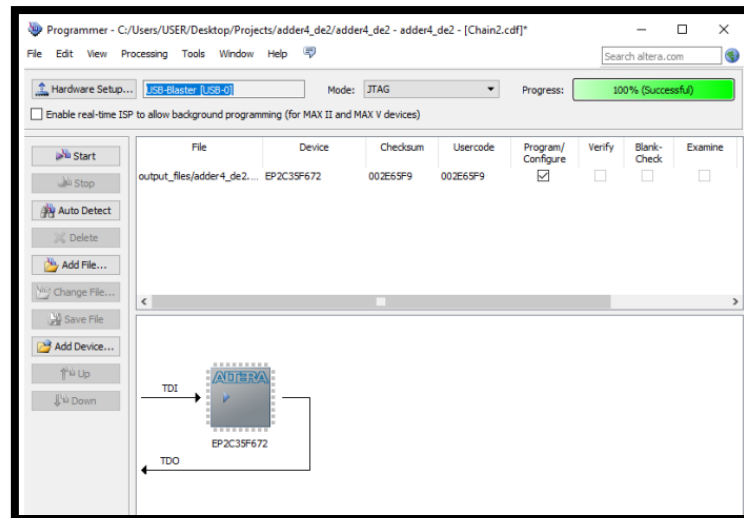 Programmer - C:/Users/USER/Desktop/Projects/adder4_de2/adder4_de2 - adder4_de2 - [Chain2.cdf]*
File Edit View Processing Tools Window Help
Search altera.com
Hardware Setup... USB-Blaster [USB-0] Mode: JTAG Progress: 100% (Successful)
Enable real-time ISP to allow background programming (for MAX II and MAX V devices)
Start
Stop
Auto Detect
Delete
Add File...
Change File...
Save File
Add Device...
Up
Down
File Device Checksum Usercode Program/ Verify Blank- Examine
Configure Check
output_files/adder4_de2.... EP2C35F672 002E65F9 002E65F9
TDI
ALTERA
EP2C35F672
TDO